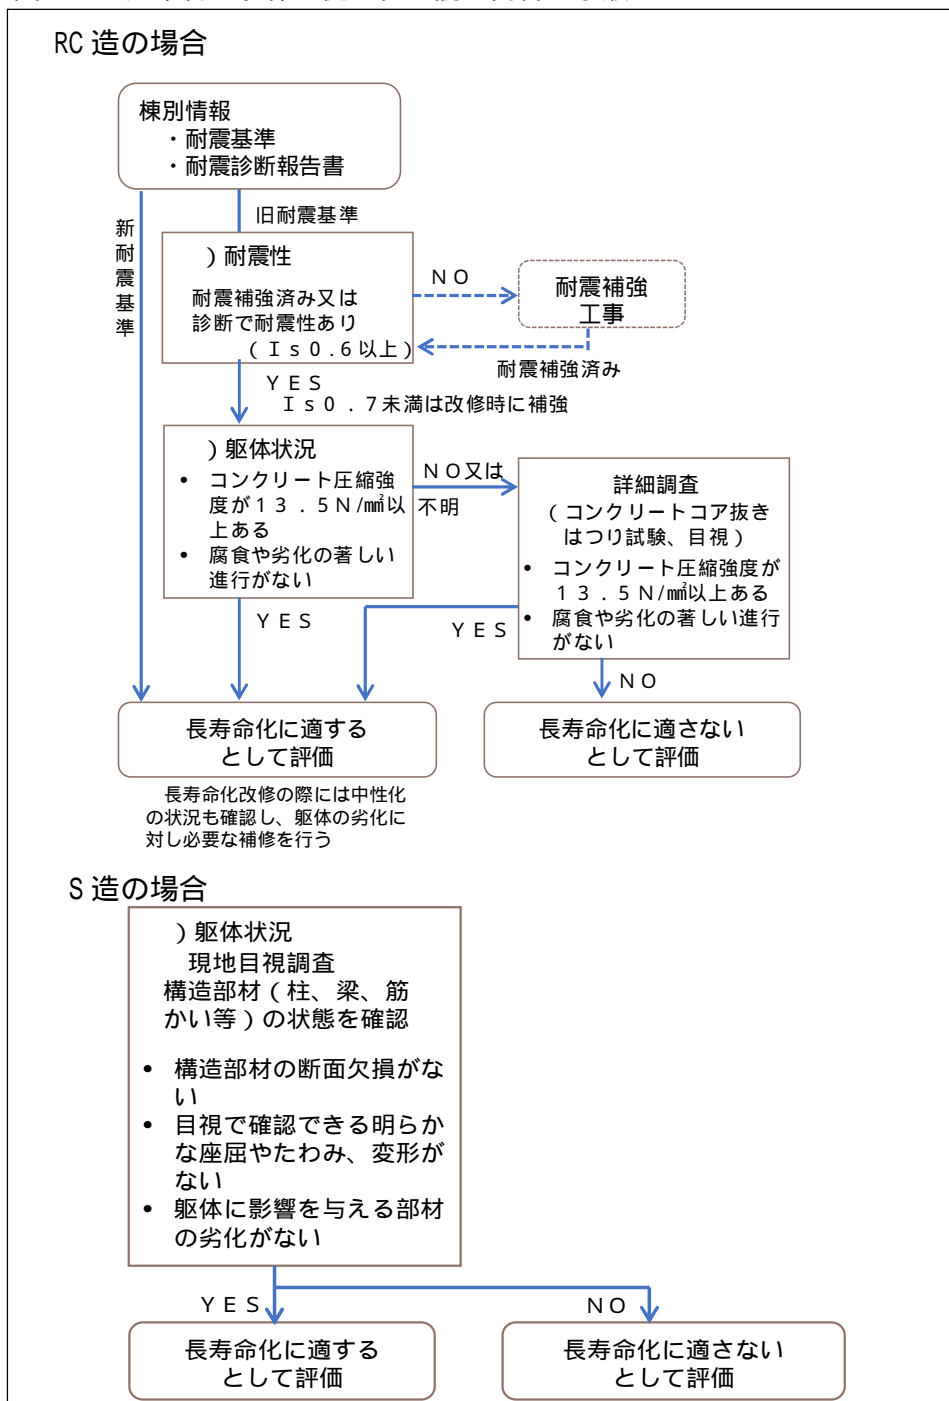 RC 造の場合
棟別情報
・耐震基準
・耐震診断報告書
新耐震基準
旧耐震基準
）耐震性
耐震補強済み又は
診断で耐震性あり
（Ｉｓ０.６以上）
ＮＯ
耐震補強
工事
耐震補強済み
ＹＥＳ
Ｉｓ０．７未満は改修時に補強
）躯体状況
• コンクリート圧縮強
度が１３．５Ｎ/㎟以
上ある
• 腐食や劣化の著しい
進行がない
ＮＯ又は
不明
詳細調査
（コンクリートコア抜き
はつり試験、目視）
• コンクリート圧縮強度が
１３．５Ｎ/㎟以上ある
• 腐食や劣化の著しい進行
がない
ＹＥＳ
ＹＥＳ
ＮＯ
長寿命化に適する
として評価
長寿命化に適さない
として評価
長寿命化改修の際には中性化
の状況も確認し、躯体の劣化に
対し必要な補修を行う
S 造の場合
）躯体状況
現地目視調査
構造部材（柱、梁、筋
かい等）の状態を確認
• 構造部材の断面欠損がな
い
• 目視で確認できる明らか
な座屈やたわみ、変形が
ない
• 躯体に影響を与える部材
の劣化がない
ＹＥＳ
ＮＯ
長寿命化に適する
として評価
長寿命化に適さない
として評価